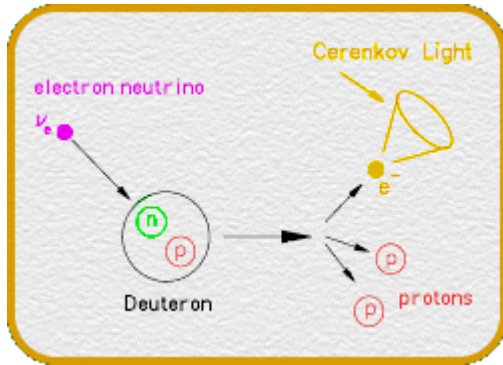 Cerenkov Light
electron neutrino
νe
e-
n
p
p
Deuteron
p
protons